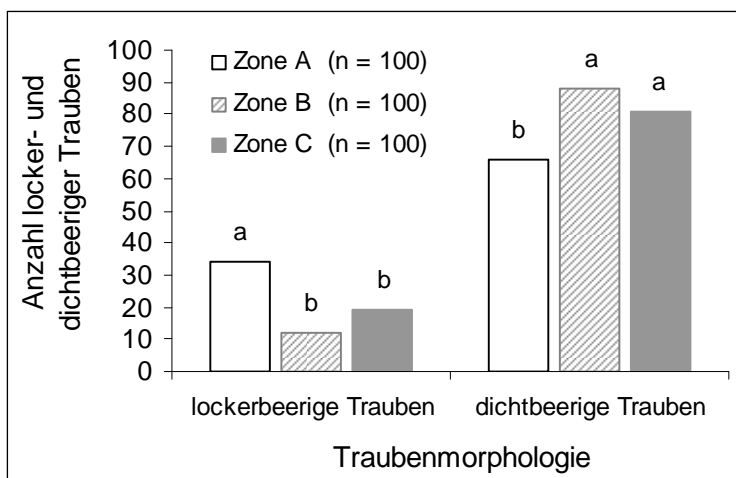 Anzahl locker- und
dichtbeeriger Trauben
100
90
80
70
60
50
40
30
20
10
0
Zone A (n = 100)
Zone B (n = 100)
Zone C (n = 100)
a
b
b
b
a
a
lockerbeerige Trauben
dichtbeerige Trauben
Traubenmorphologie